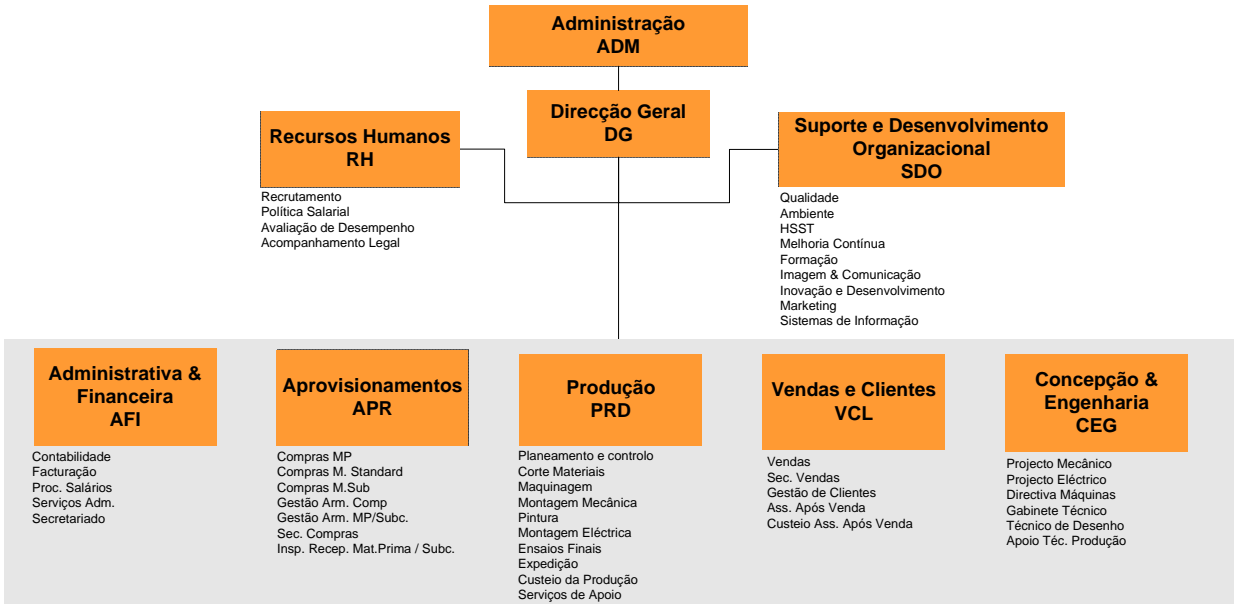 Administração
ADM
Direcção Geral
DG
Recursos Humanos
RH
Recrutamento
Política Salarial
Avaliação de Desempenho
Acompanhamento Legal
Suporte e Desenvolvimento
Organizacional
SDO
Qualidade
Ambiente
HSST
Melhoria Contínua
Formação
Imagem & Comunicação
Inovação e Desenvolvimento
Marketing
Sistemas de Informação
Administrativa &
Financeira
AFI
Contabilidade
Facturação
Proc. Salários
Serviços Adm.
Secretariado
Aprovisionamentos
APR
Compras MP
Compras M. Standard
Compras M.Sub
Gestão Arm. Comp
Gestão Arm. MP/Subc.
Sec. Compras
Insp. Recep. Mat.Prima / Subc.
Produção
PRD
Planeamento e controlo
Corte Materiais
Maquinagem
Montagem Mecânica
Pintura
Montagem Eléctrica
Ensaios Finais
Expedição
Custeio da Produção
Serviços de Apoio
Vendas e Clientes
VCL
Vendas
Sec. Vendas
Gestão de Clientes
Ass. Após Venda
Custeio Ass. Após Venda
Concepção &
Engenharia
CEG
Projecto Mecânico
Projecto Eléctrico
Directiva Máquinas
Gabinete Técnico
Técnico de Desenho
Apoio Téc. Produção